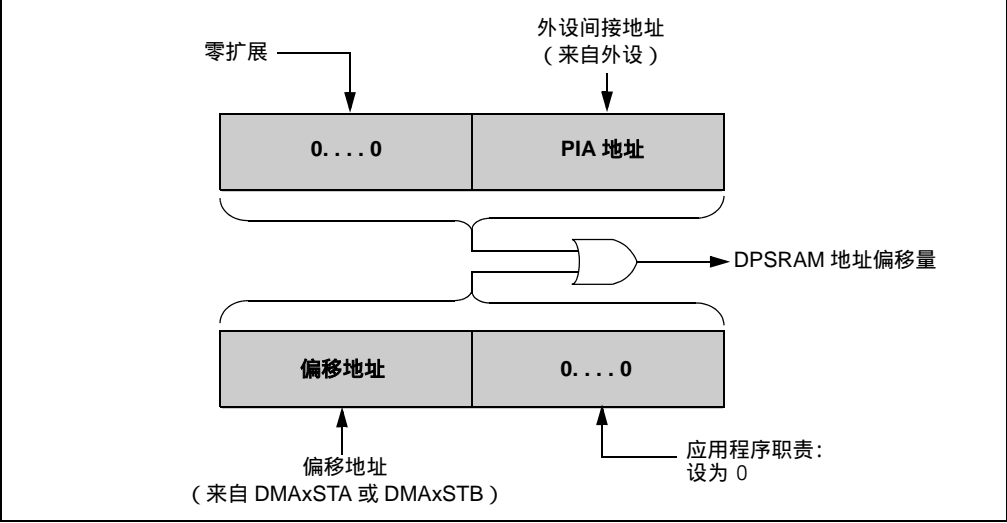 外设间接地址
（来自外设）
零扩展
0. . . . 0
PIA 地址
DPSRAM 地址偏移量
偏移地址
0. . . . 0
偏移地址
（来自 DMAxSTA 或 DMAxSTB）
应用程序职责：
设为 0